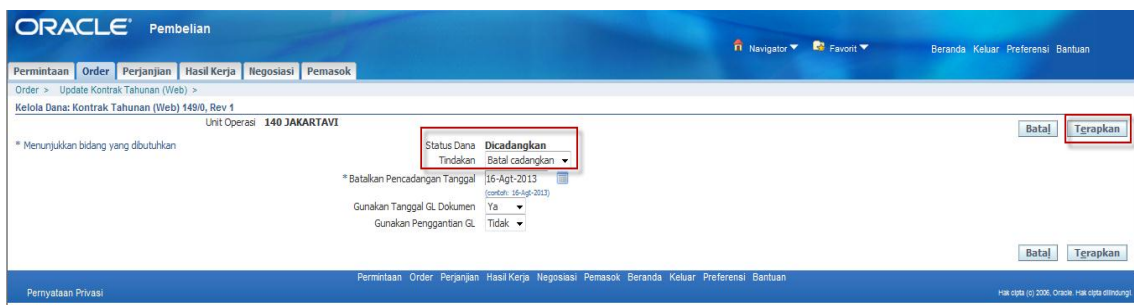 ORACLE® Pembelian
Navigator Favorit Beranda Keluar Preferensi Bantuan
Permintaan Order Perjanjian Hasil Kerja Negosiasi Pemasok
Order > Update Kontrak Tahunan (Web) >
Kelola Dana: Kontrak Tahunan (Web) 149/0, Rev 1
Unit Operasi 140 JAKARTAVI
Batal Terapkan
* Menunjukkan bidang yang dibutuhkan
Status Dana Dicadangkan
Tindakan Batal cadangkan
* Batalkan Pencadangan Tanggal 16-Agt-2013
(contoh: 16-Agt-2013)
Gunakan Tanggal GL Dokumen Ya
Gunakan Penggantian GL Tidak
Batal Terapkan
Permintaan Order Perjanjian Hasil Kerja Negosiasi Pemasok Beranda Keluar Preferensi Bantuan
Pernyataan Privasi
Hak cipta (c) 2006, Oracle. Hak cipta dilindungi.